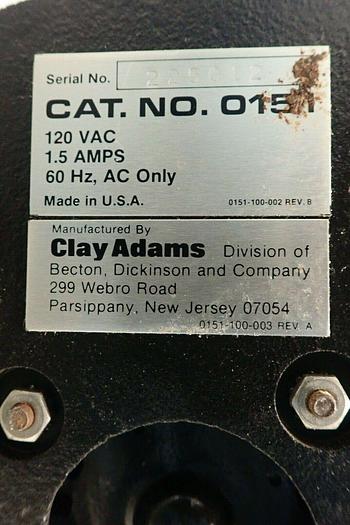 Serial No.
CAT. NO. 0151
120 VAC
1.5 AMPS
60 Hz, AC Only
Made in U.S.A.
0151-100-002 REV. B
Manufactured By
Clay Adams Division of
Becton, Dickinson and Company
299 Webro Road
Parsippany, New Jersey 07054
0151-100-003 REV A